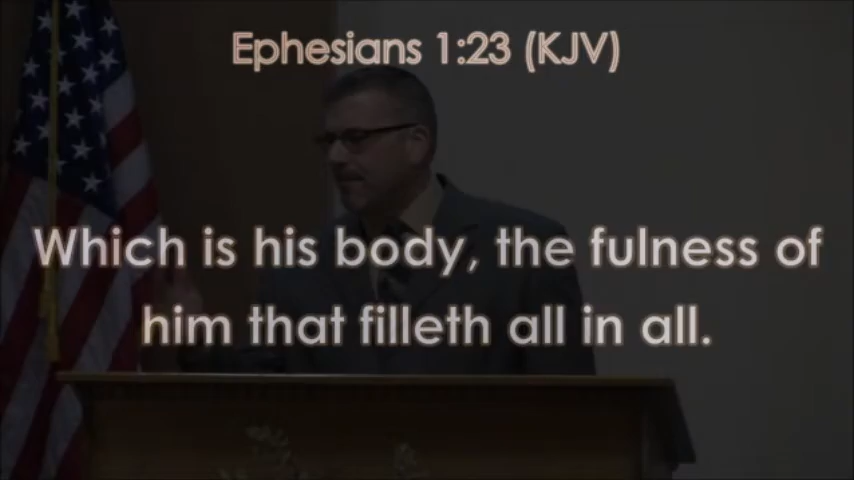 Ephesians 1:23 (KJV)
Which is his body, the fulness of
him that filleth all in all.